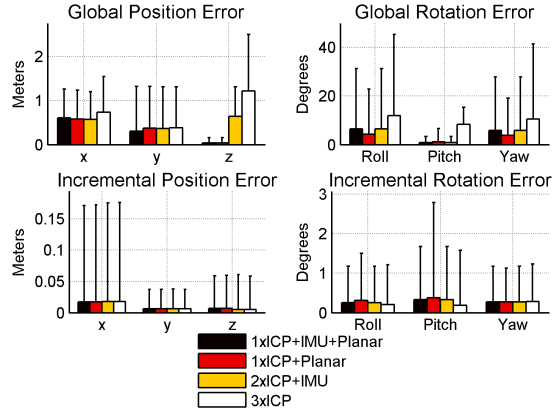 Global Position Error
Global Rotation Error
Meters
2
1
0
x
y
z
Degrees
40
20
0
Roll
Pitch
Yaw
Incremental Position Error
Incremental Rotation Error
Meters
0.15
0.1
0.05
0
x
y
z
Degrees
3
2
1
0
Roll
Pitch
Yaw
1xICP+IMU+Planar
1xICP+Planar
2xICP+IMU
3xICP